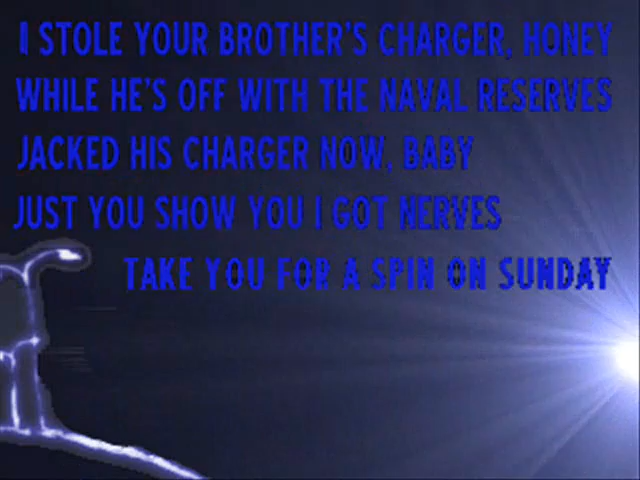 I STOLE YOUR BROTHER'S CHARGER, HONEY
WHILE HE'S OFF WITH THE NAVAL RESERVES
JACKED HIS CHARGER NOW, BABY
JUST YOU SHOW YOU I GOT NERVES
TAKE YOU FOR A SPIN ON SUNDAY